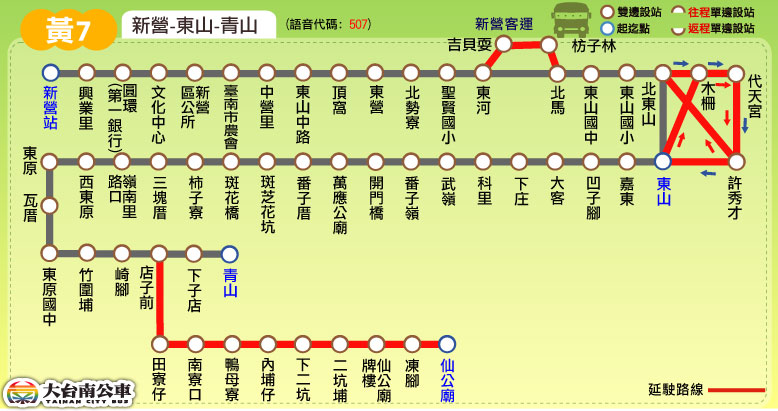 黃7
新營-東山-青山
(語音代碼: 507)
新營客運
雙邊設站
往程單邊設站
起迄點
返程單邊設站
吉貝耍
枋子林
新營站
興業里
圓環(第一銀行)
文化中心
新營區公所
臺南市農會
中營里
東山中路
頂窩
東營
北勢寮
聖賢國小
東河
北馬
東山國中
東山國小
北東山
木柵
代天宮
東原
瓦厝
西東原
嶺南里路口
三塊厝
柿子寮
斑花橋
斑芝花坑
番子厝
萬應公廟
開門橋
番子嶺
武嶺
科里
下庄
大客
凹子腳
嘉東
東山
許秀才
東原國中
竹圍埔
崎腳
店子前
下子店
青山
田寮仔
南寮口
鴨母寮
內埔仔
下二坑
二坑埔
仙公廟牌樓
凍腳
仙公廟
大台南公車
TAINAN CITY BUS
延駛路線